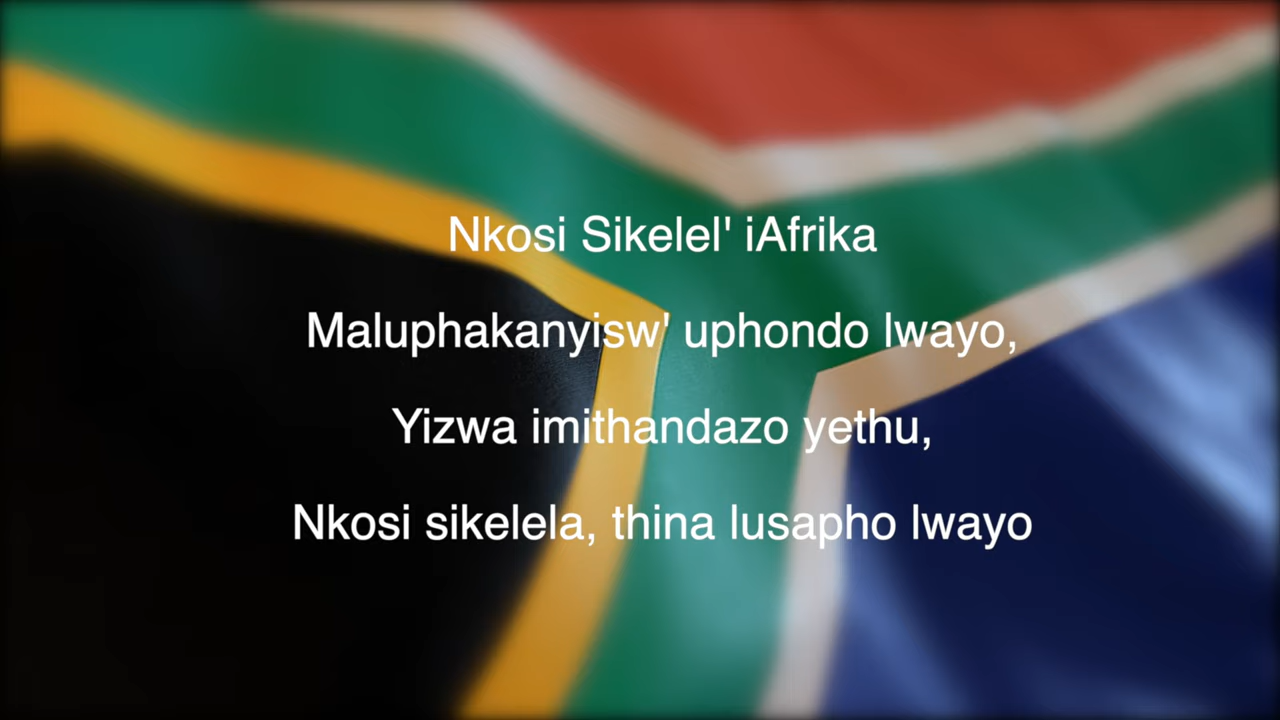 Nkosi Sikelel' iAfrika
Maluphakanyisw' uphondo lwayo,
Yizwa imithandazo yethu,
Nkosi sikelela, thina lusapho lwayo